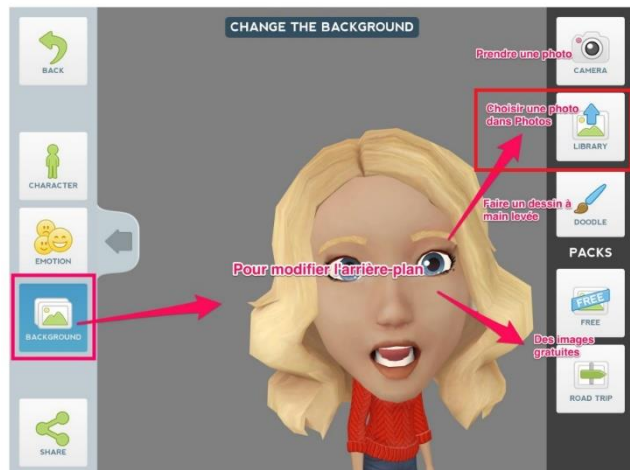 CHANGE THE BACKGROUND
BACK
CHARACTER
EMOTION
BACKGROUND
SHARE
Pour modifier l'arrière-plan
Prendre une photo
CAMERA
Choisir une photo
dans Photos
LIBRARY
Faire un dessin à
main levée
DOODLE
PACKS
FREE
FREE
Des images
gratuites
ROAD TRIP